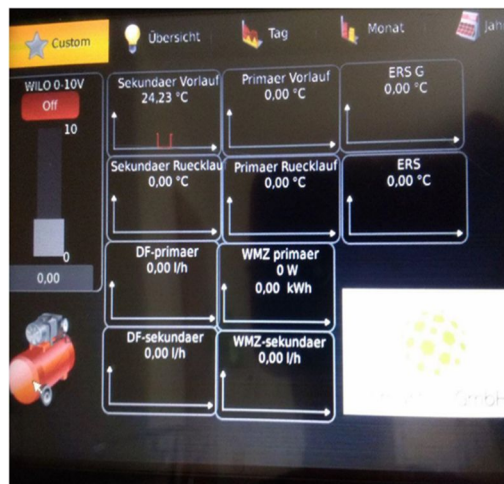 Custom
Übersicht
Tag
Monat
WILO 0-10V
Off
10
0
0,00
Sekundaer Vorlauf
24,23 °C
Primaer Vorlauf
0,00 °C
ERS G
0,00 °C
Sekundaer Ruecklau
0,00 °C
Primaer Ruecklauf
0,00 °C
ERS
0,00 °C
DF-primaer
0,00 l/h
WMZ primaer
0 W
0,00 kWh
DF-sekundaer
0,00 l/h
WMZ-sekundaer
0,00 l/h
GmbH